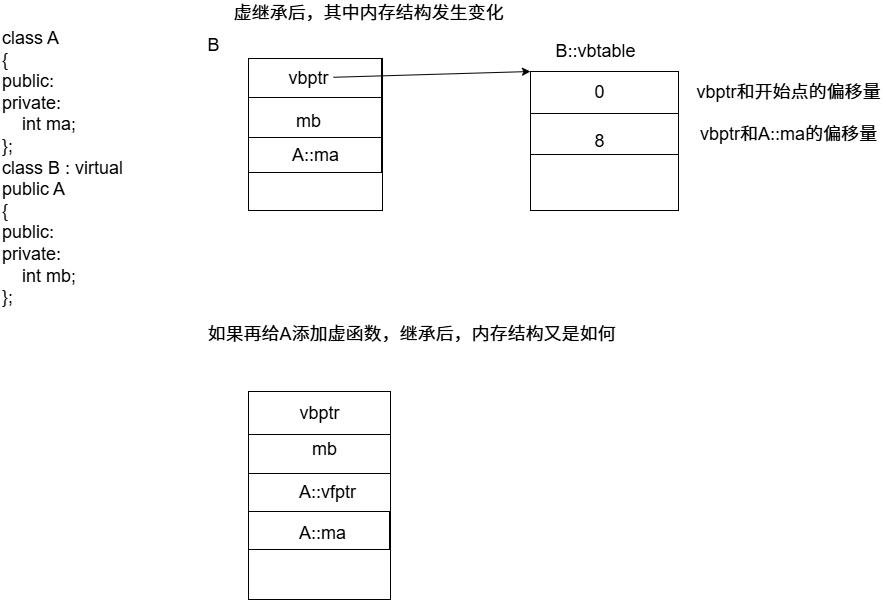 虚继承后，其中内存结构发生变化
class A
{
public:
private:
    int ma;
};
class B : virtual
public A
{
public:
private:
    int mb;
};
B
vbptr
mb
A::ma
B::vbtable
0
vbptr和开始点的偏移量
8
vbptr和A::ma的偏移量
如果再给A添加虚函数，继承后，内存结构又是如何
vbptr
mb
A::vfptr
A::ma